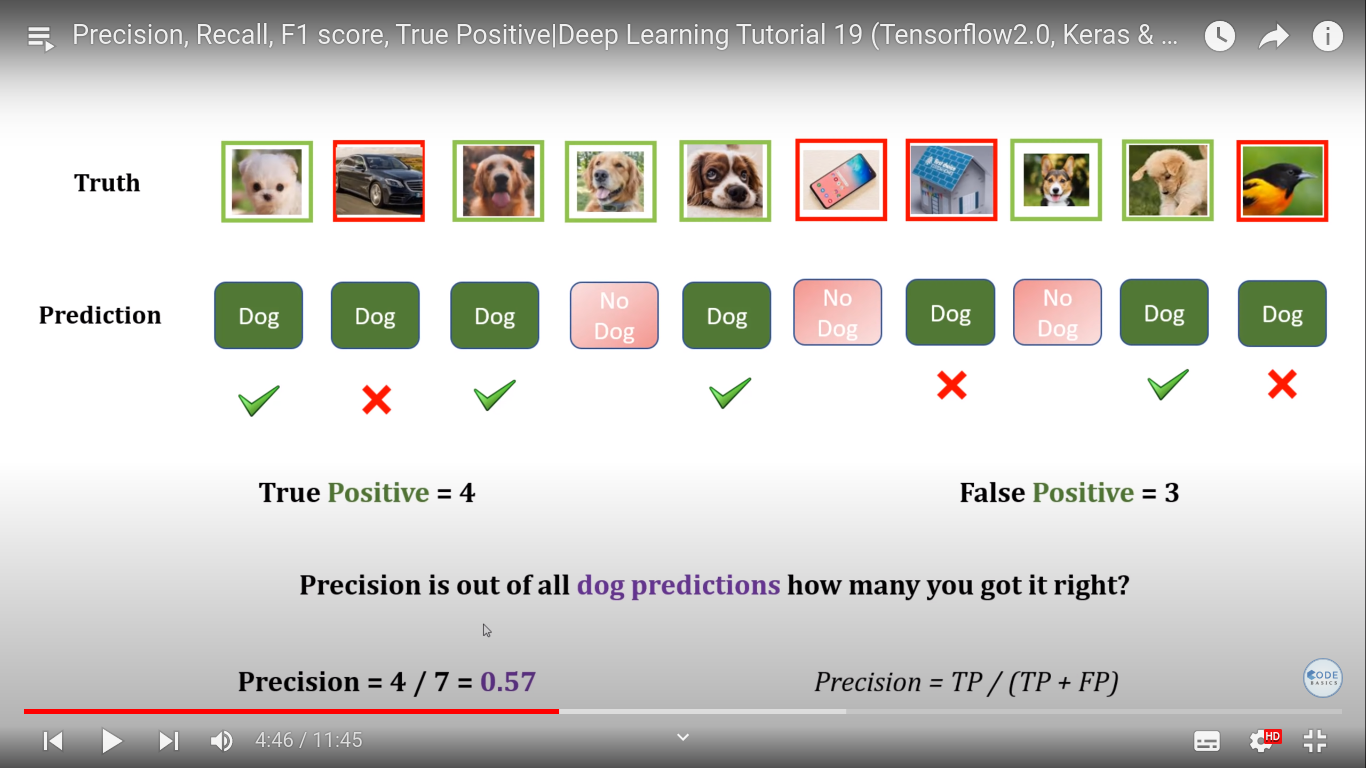 Precision, Recall, F1 score, True Positive|Deep Learning Tutorial 19 (Tensorflow2.0, Keras & ...
Truth
Prediction
Dog
Dog
Dog
No
Dog
Dog
No
Dog
Dog
No
Dog
Dog
Dog
True Positive = 4
False Positive = 3
Precision is out of all dog predictions how many you got it right?
Precision = 4 / 7 = 0.57
Precision = TP / (TP + FP)
CODE
BASICS
4:46 / 11:45
HD